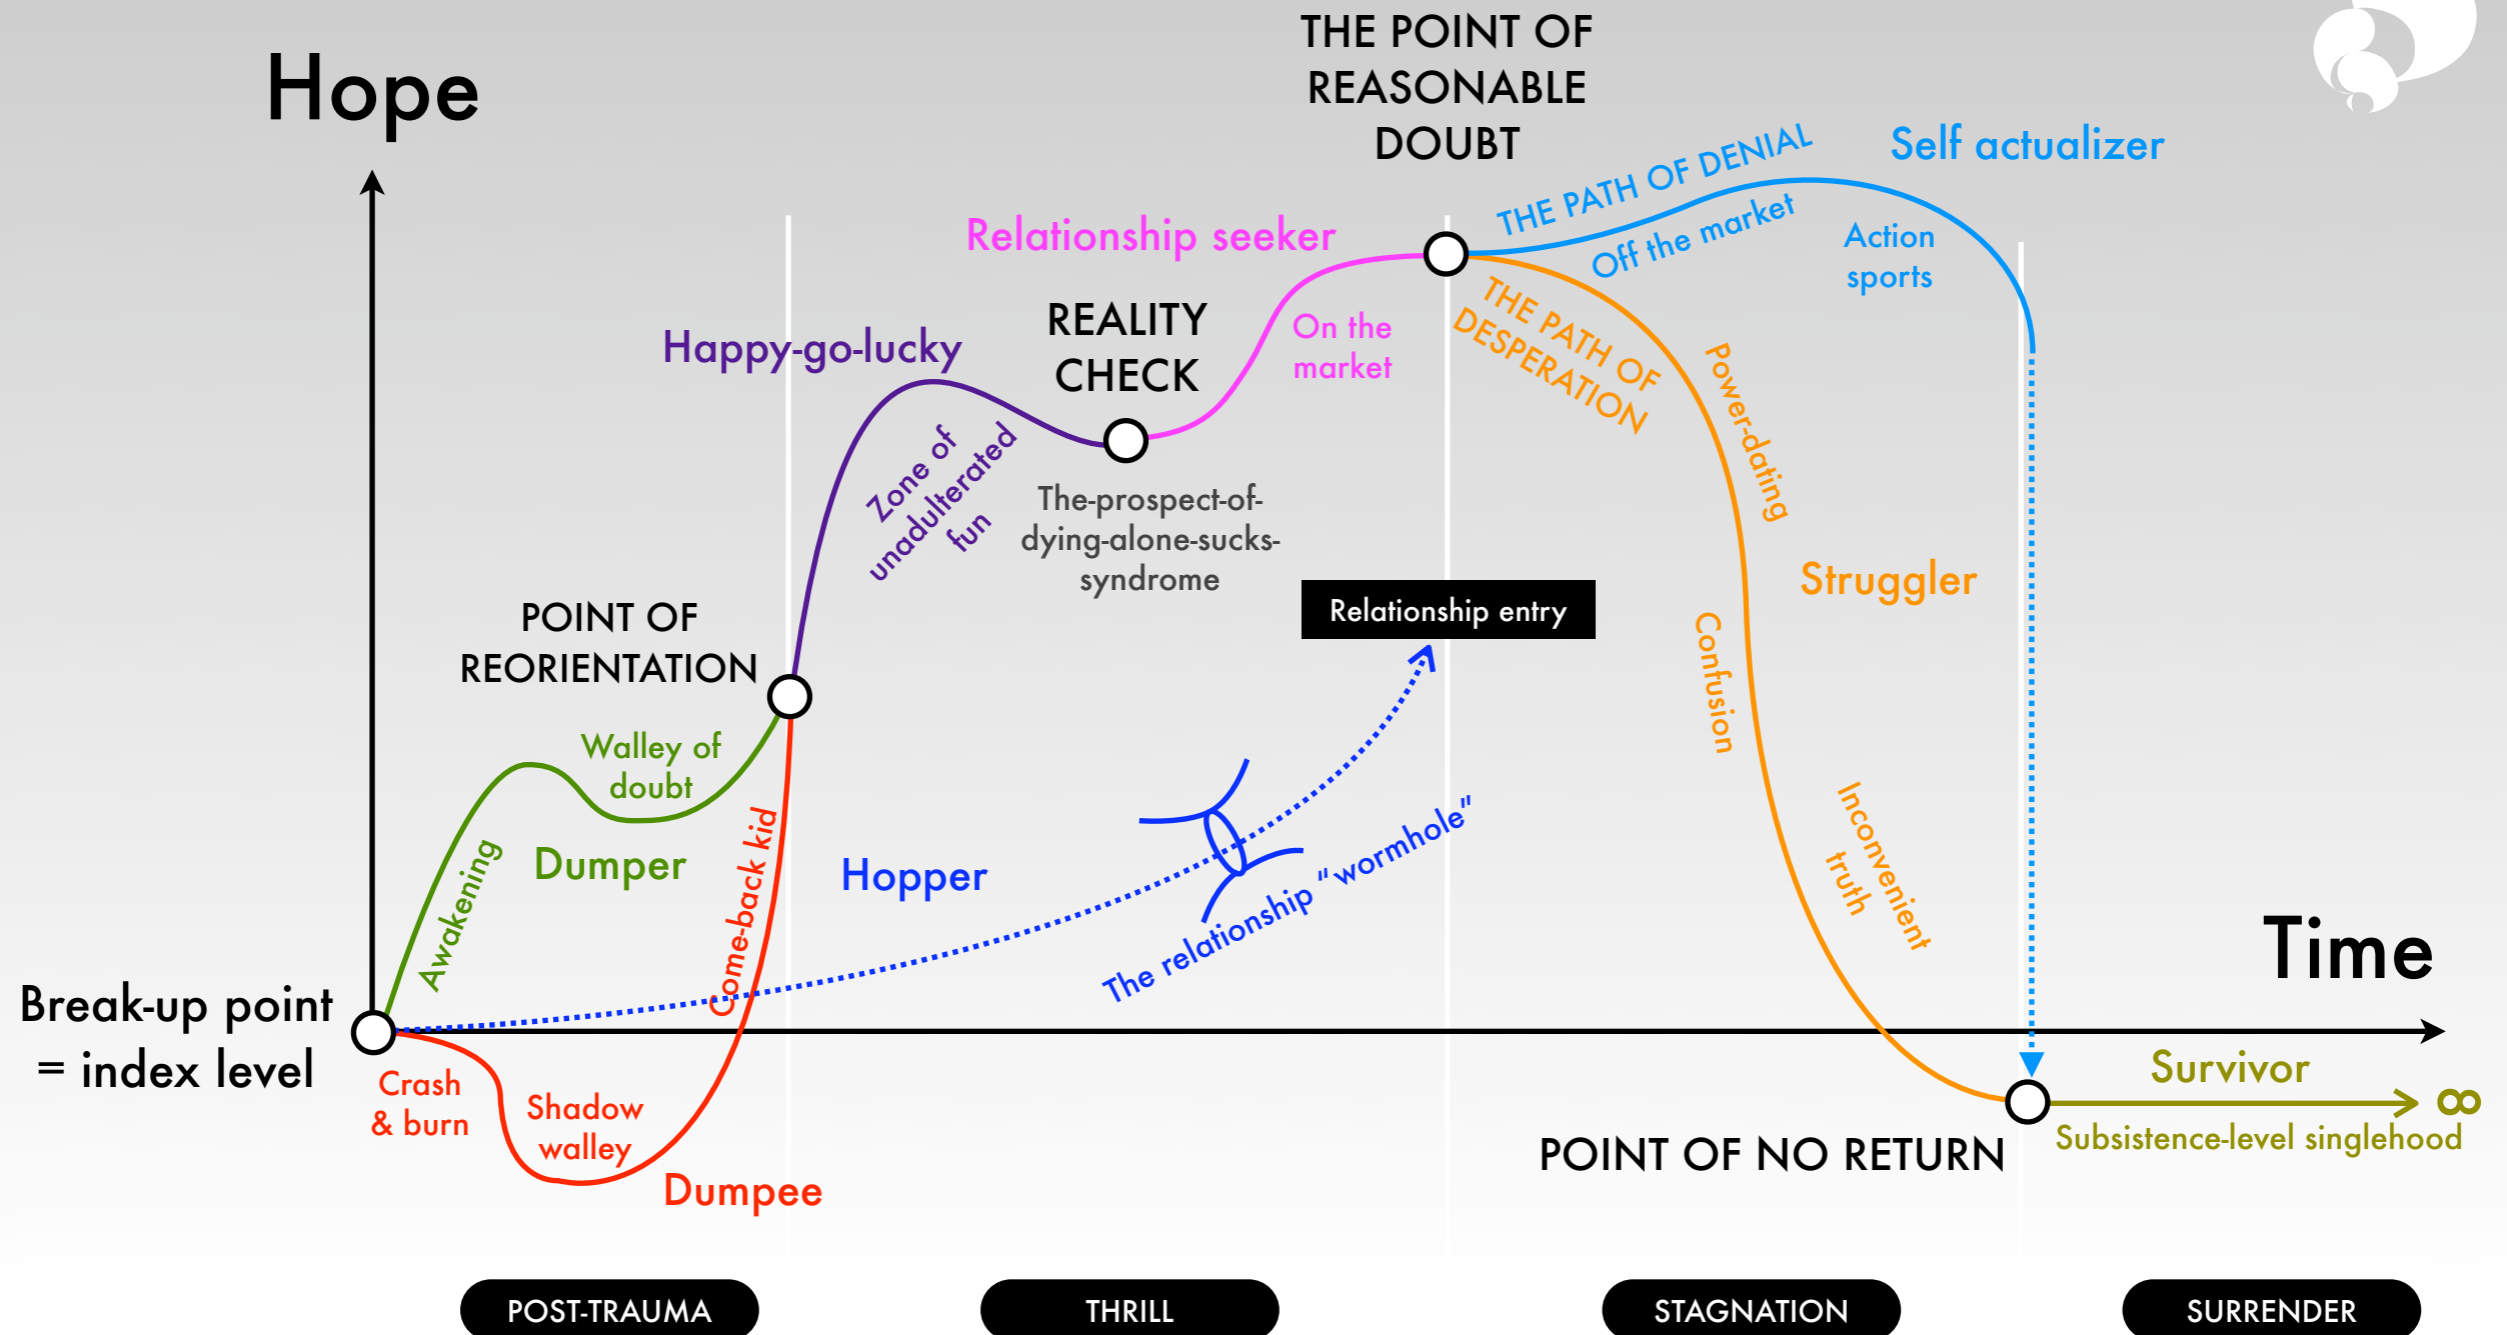 Hope
THE POINT OF
REASONABLE
DOUBT
THE PATH OF DENIAL
Off the market
Self actualizer
Action
sports
Relationship seeker
On the
market
REALITY
CHECK
The-prospect-of-
dying-alone-sucks-
syndrome
Happy-go-lucky
Zone of
unadulterated
fun
THE PATH OF
DESPERATION
Power-dating
Struggler
Confusion
Inconvenient
truth
Relationship entry
POINT OF
REORIENTATION
Walley of
doubt
Awakening
Dumper
Come-back kid
Hopper
The relationship "wormhole"
Time
Break-up point
= index level
Crash
& burn
Shadow
walley
Dumpee
Survivor
∞
Subsistence-level singlehood
POINT OF NO RETURN
POST-TRAUMA
THRILL
STAGNATION
SURRENDER